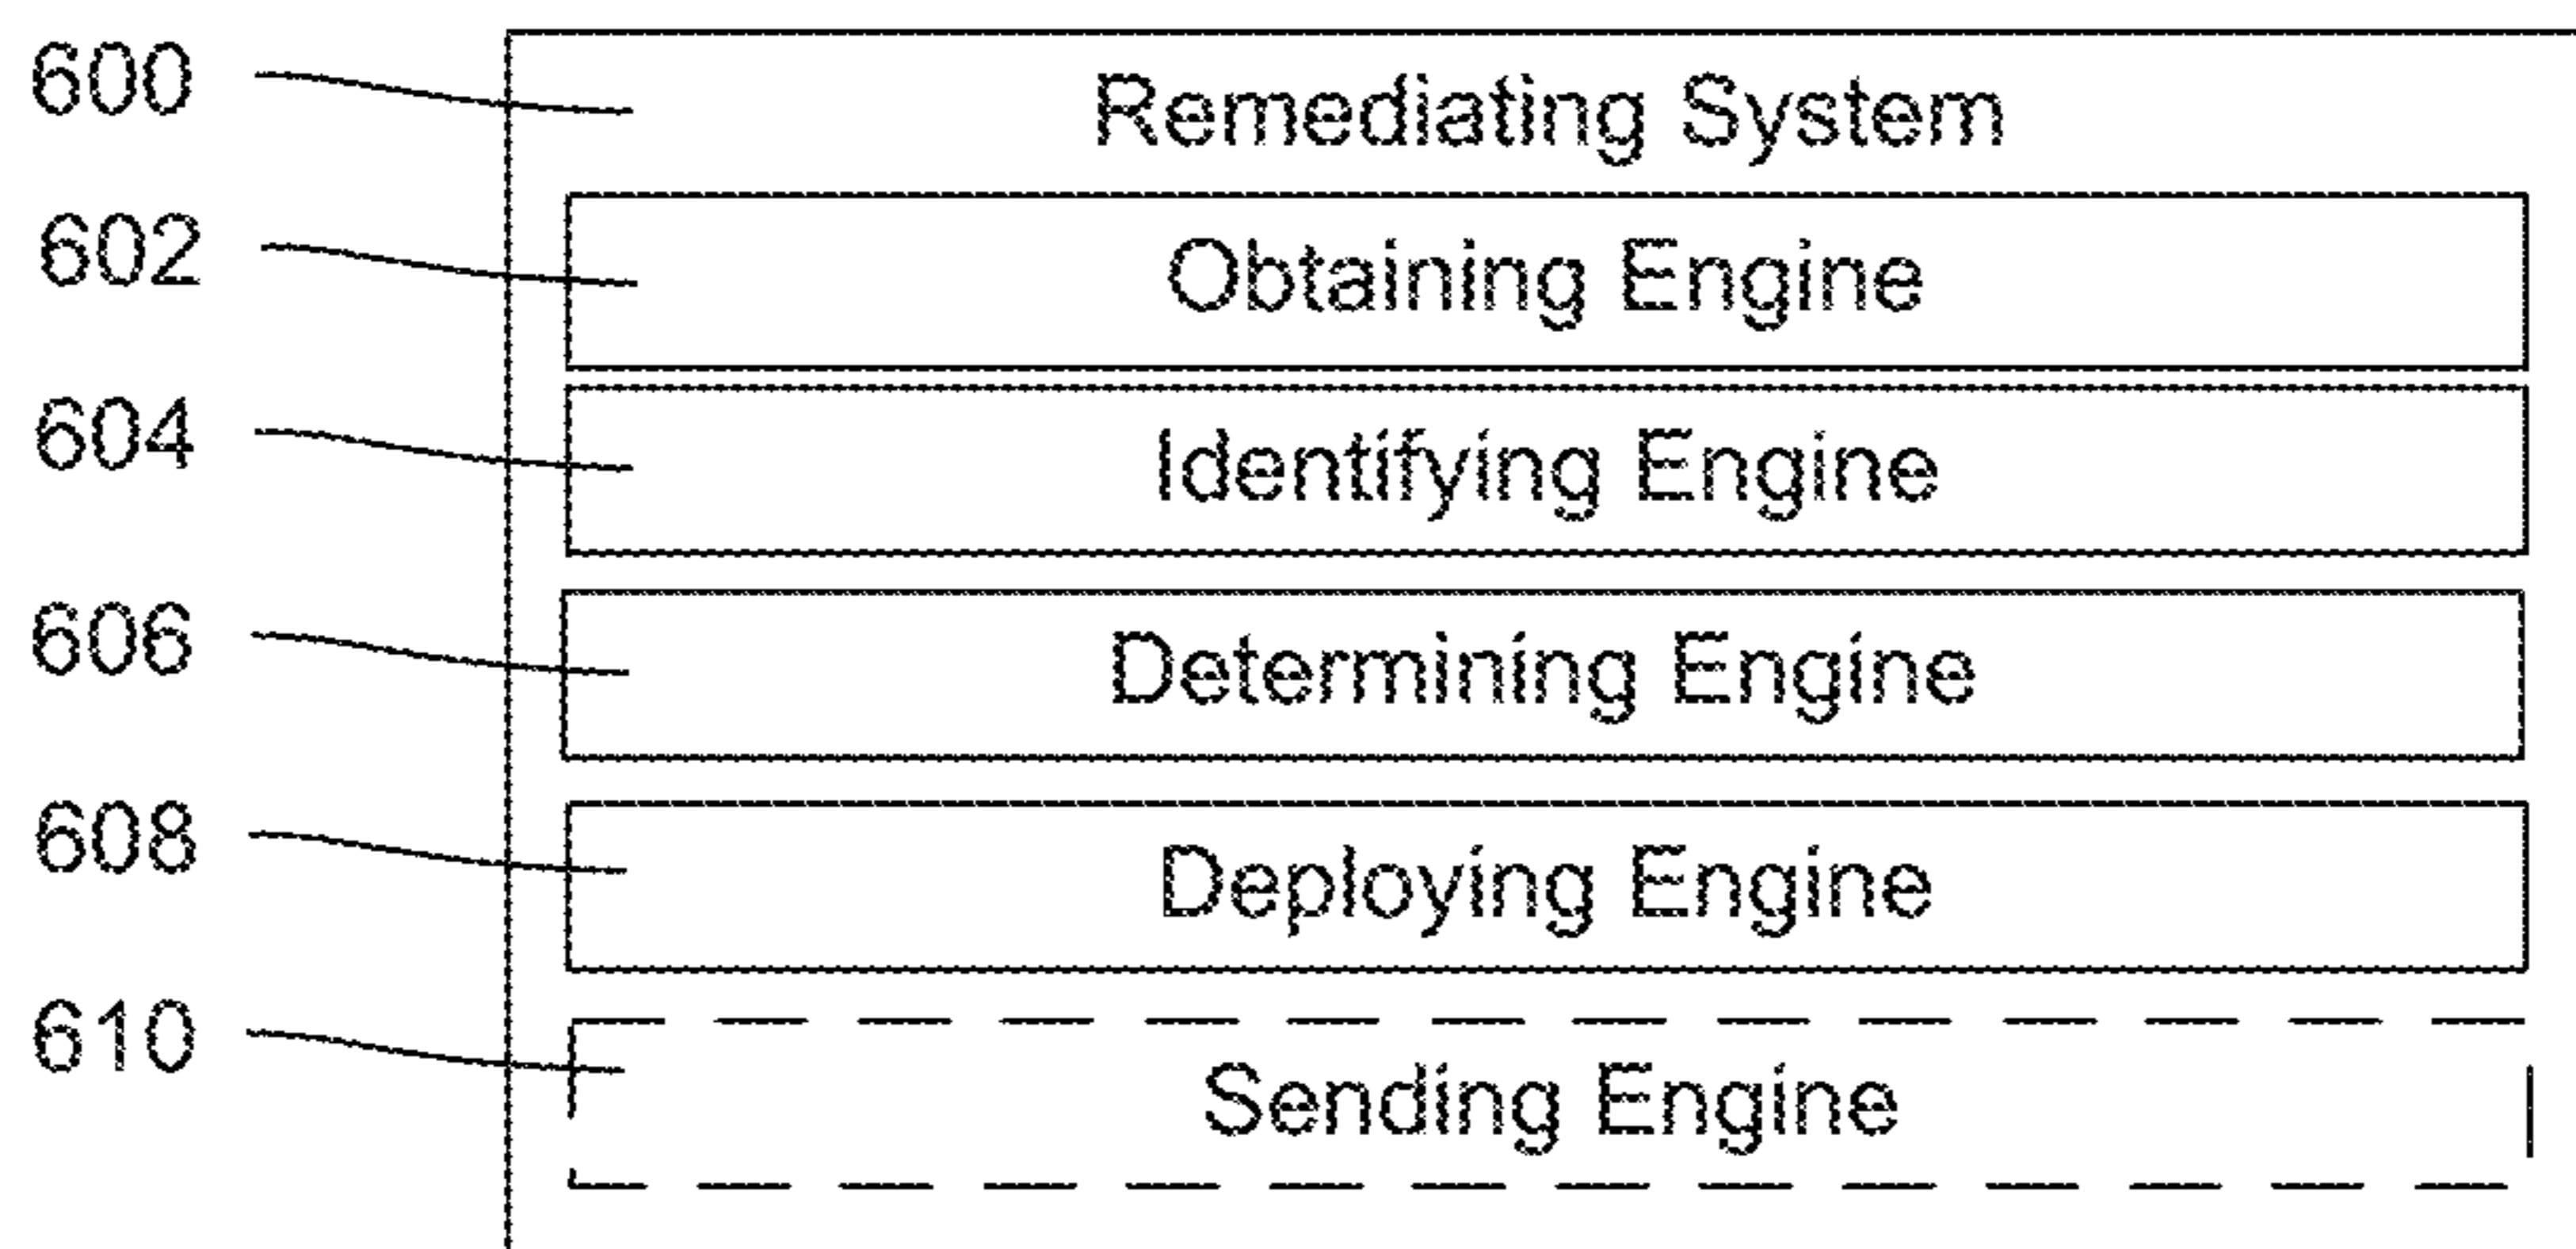 600 Remediating System
602 Obtaining Engine
604 Identifying Engine
606 Determining Engine
608 Deploying Engine
610 Sending Engine